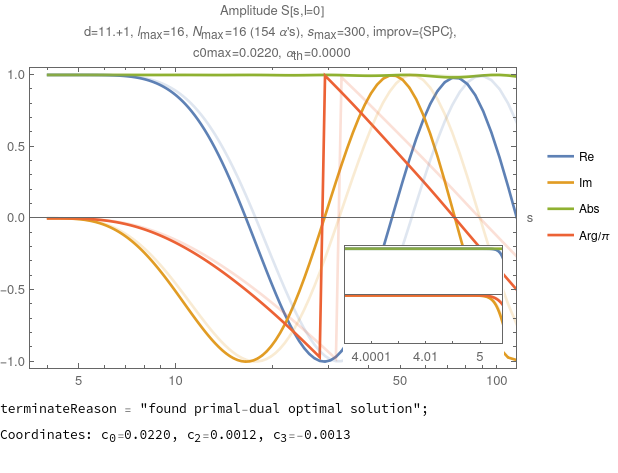 Amplitude S[s,l=0]
d=11.+1, lmax=16, Nmax=16 (154 α's), smax=300, improv={SPC},
c0max=0.0220, αth=0.0000
1.0
0.5
0.0
-0.5
-1.0
s
Re
Im
Abs
Arg/π
4.0001 4.01 5
5 10 50 100
terminateReason = "found primal-dual optimal solution";
Coordinates: c0=0.0220, c2=0.0012, c3=-0.0013